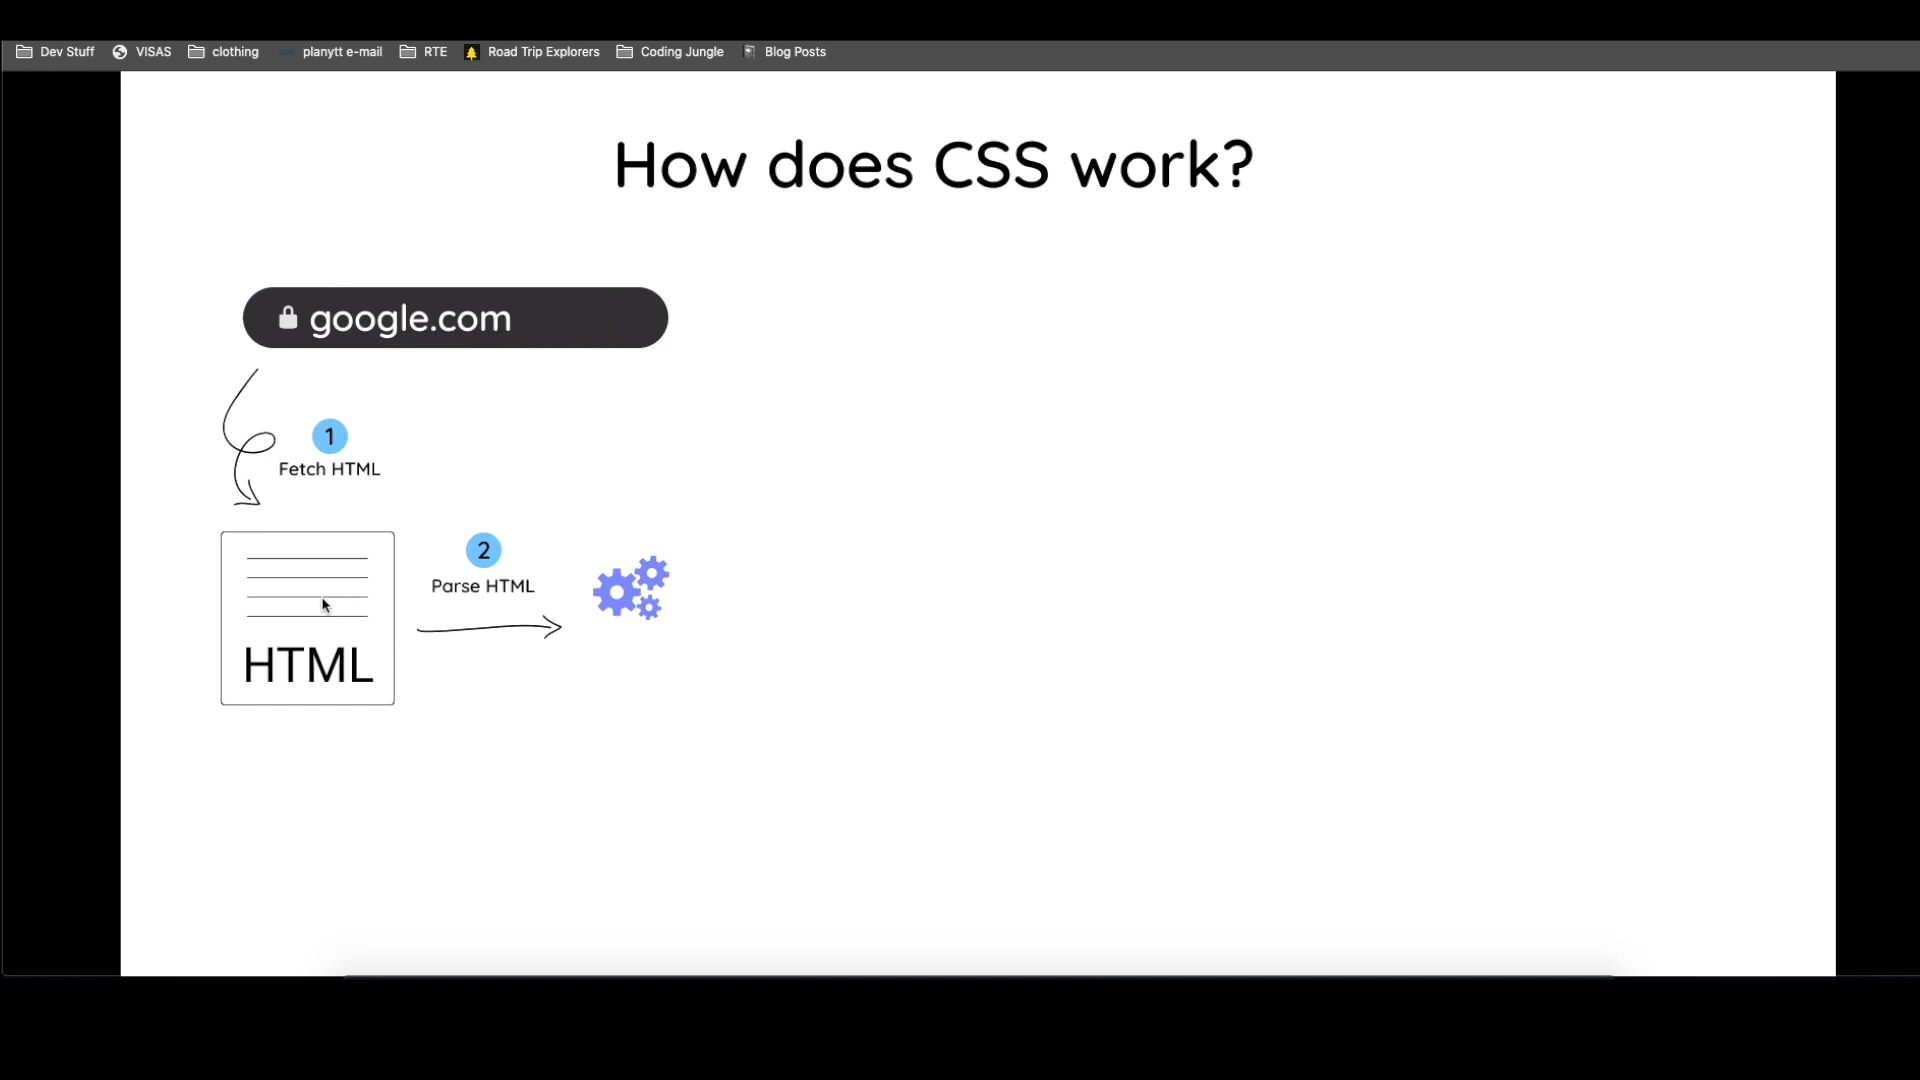 Dev Stuff VISAS clothing planytt e-mail RTE Road Trip Explorers Coding Jungle Blog Posts
How does CSS work?
google.com
1
Fetch HTML
2
Parse HTML
HTML